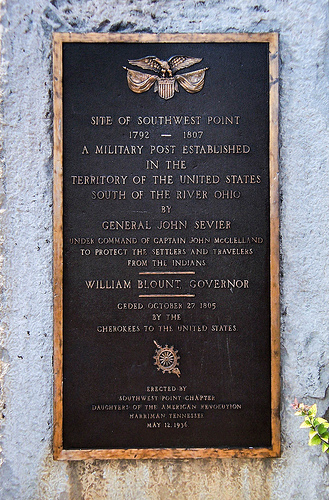 SITE OF SOUTHWEST POINT
1792 — 1807
A MILITARY POST ESTABLISHED
IN THE
TERRITORY OF THE UNITED STATES
SOUTH OF THE RIVER OHIO
BY
GENERAL JOHN SEVIER
UNDER COMMAND OF CAPTAIN JOHN McCLELLAND
TO PROTECT THE SETTLERS AND TRAVELERS
FROM THE INDIANS
WILLIAM BLOUNT, GOVERNOR
CEDED OCTOBER 27 1805
BY THE
CHEROKEES TO THE UNITED STATES
ERECTED BY
SOUTHWEST POINT CHAPTER
DAUGHTERS OF THE AMERICAN REVOLUTION
HARRIMAN TENNESSEE
MAY 12, 1936